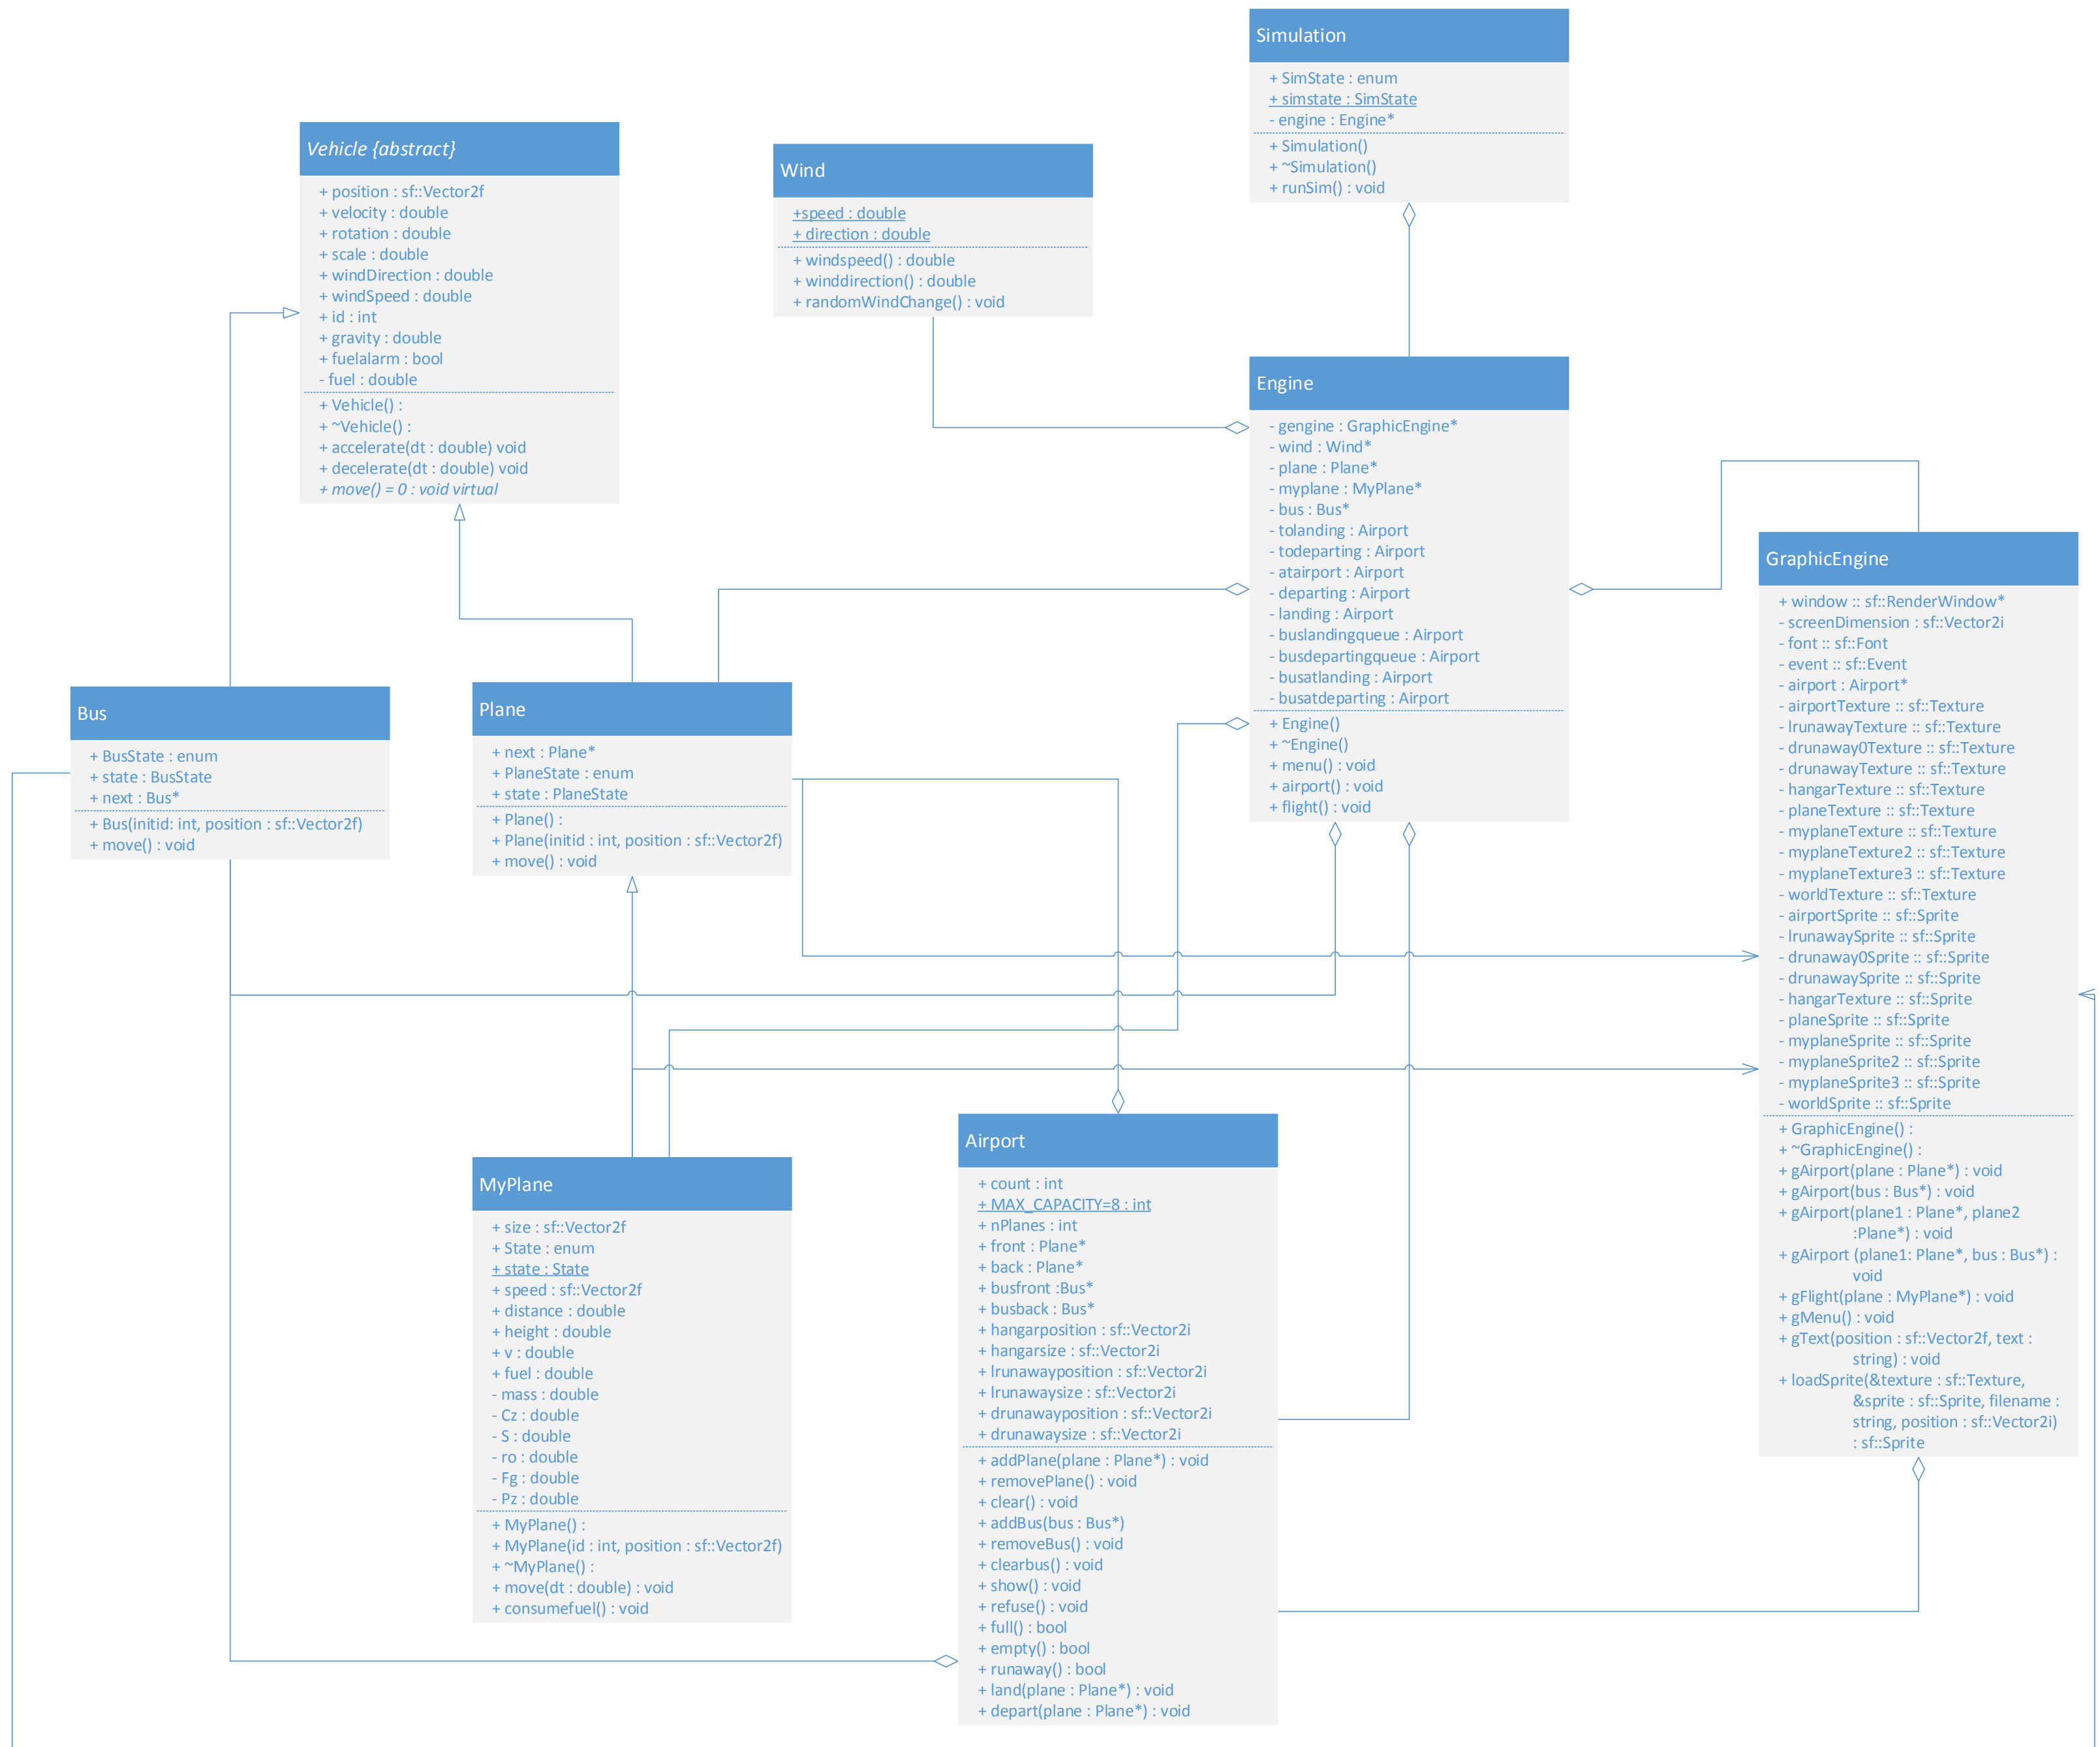 Simulation
+ SimState : enum
+ simstate : SimState
- engine : Engine*
+ Simulation()
+ ~Simulation()
+ runSim() : void
Vehicle {abstract}
+ position : sf::Vector2f
+ velocity : double
+ rotation : double
+ scale : double
+ windDirection : double
+ windSpeed : double
+ id : int
+ gravity : double
+ fuelalarm : bool
- fuel : double
+ Vehicle() :
+ ~Vehicle() :
+ accelerate(dt : double) void
+ decelerate(dt : double) void
+ move() = 0 : void virtual
Wind
+speed : double
+ direction : double
+ windspeed() : double
+ winddirection() : double
+ randomWindChange() : void
Engine
- gengine : GraphicEngine*
- wind : Wind*
- plane : Plane*
- myplane : MyPlane*
- bus : Bus*
- tolanding : Airport
- todeparting : Airport
- atairport : Airport
- departing : Airport
- landing : Airport
- buslandingqueue : Airport
- busdepartingqueue : Airport
- busatlanding : Airport
- busatdeparting : Airport
+ Engine()
+ ~Engine()
+ menu() : void
+ airport() : void
+ flight() : void
GraphicEngine
+ window :: sf::RenderWindow*
- screenDimension : sf::Vector2i
- font :: sf::Font
- event :: sf::Event
- airport : Airport*
- airportTexture :: sf::Texture
- lrunawayTexture :: sf::Texture
- drunaway0Texture :: sf::Texture
- drunawayTexture :: sf::Texture
- hangarTexture :: sf::Texture
- planeTexture :: sf::Texture
- myplaneTexture :: sf::Texture
- myplaneTexture2 :: sf::Texture
- myplaneTexture3 :: sf::Texture
- worldTexture :: sf::Texture
- airportSprite :: sf::Sprite
- lrunawaySprite :: sf::Sprite
- drunaway0Sprite :: sf::Sprite
- drunawaySprite :: sf::Sprite
- hangarTexture :: sf::Sprite
- planeSprite :: sf::Sprite
- myplaneSprite :: sf::Sprite
- myplaneSprite2 :: sf::Sprite
- myplaneSprite3 :: sf::Sprite
- worldSprite :: sf::Sprite
+ GraphicEngine() :
+ ~GraphicEngine() :
+ gAirport(plane : Plane*) : void
+ gAirport(bus : Bus*) : void
+ gAirport(plane1 : Plane*, plane2
:Plane*) : void
+ gAirport (plane1: Plane*, bus : Bus*) :
void
+ gFlight(plane : MyPlane*) : void
+ gMenu() : void
+ gText(position : sf::Vector2f, text :
string) : void
+ loadSprite(&texture : sf::Texture,
&sprite : sf::Sprite, filename :
string, position : sf::Vector2i)
: sf::Sprite
Bus
+ BusState : enum
+ state : BusState
+ next : Bus*
+ Bus(initid: int, position : sf::Vector2f)
+ move() : void
Plane
+ next : Plane*
+ PlaneState : enum
+ state : PlaneState
+ Plane() :
+ Plane(initid : int, position : sf::Vector2f)
+ move() : void
MyPlane
+ size : sf::Vector2f
+ State : enum
+ state : State
+ speed : sf::Vector2f
+ distance : double
+ height : double
+ v : double
+ fuel : double
- mass : double
- Cz : double
- S : double
- ro : double
- Fg : double
- Pz : double
+ MyPlane() :
+ MyPlane(id : int, position : sf::Vector2f)
+ ~MyPlane() :
+ move(dt : double) : void
+ consumefuel() : void
Airport
+ count : int
+ MAX_CAPACITY=8 : int
+ nPlanes : int
+ front : Plane*
+ back : Plane*
+ busfront :Bus*
+ busback : Bus*
+ hangarposition : sf::Vector2i
+ hangarsize : sf::Vector2i
+ lrunawayposition : sf::Vector2i
+ lrunawaysize : sf::Vector2i
+ drunawayposition : sf::Vector2i
+ drunawaysize : sf::Vector2i
+ addPlane(plane : Plane*) : void
+ removePlane() : void
+ clear() : void
+ addBus(bus : Bus*)
+ removeBus() : void
+ clearbus() : void
+ show() : void
+ refuse() : void
+ full() : bool
+ empty() : bool
+ runaway() : bool
+ land(plane : Plane*) : void
+ depart(plane : Plane*) : void